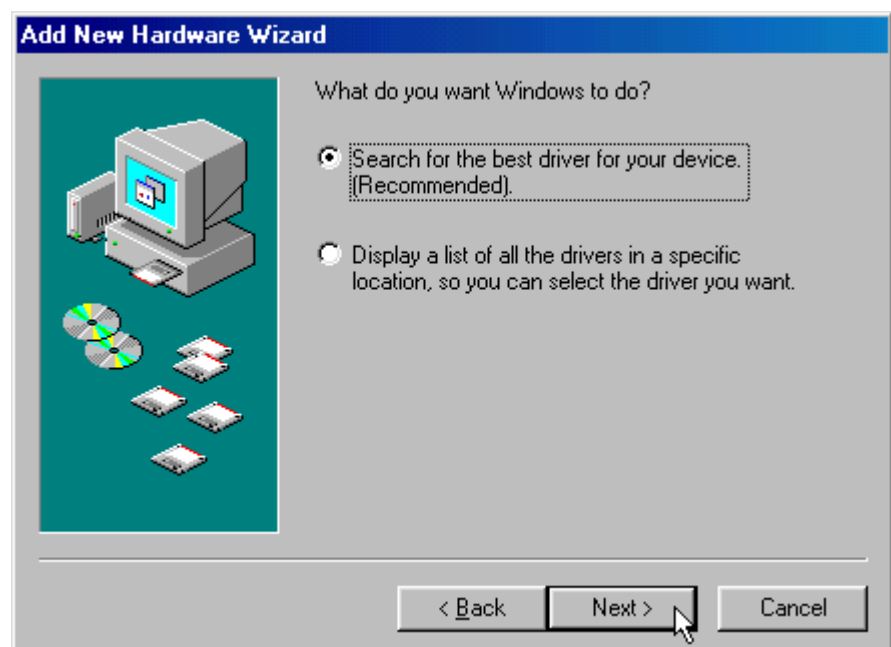 Add New Hardware Wizard
What do you want Windows to do?
Search for the best driver for your device.
(Recommended).
Display a list of all the drivers in a specific
location, so you can select the driver you want.
< Back
Next >
Cancel